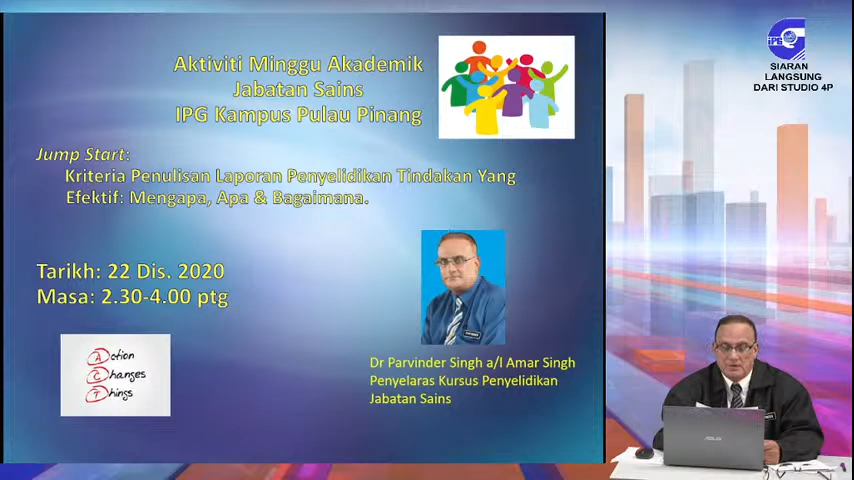 Aktiviti Minggu Akademik
Jabatan Sains
IPG Kampus Pulau Pinang
Jump Start:
Kriteria Penulisan Laporan Penyelidikan Tindakan Yang
Efektif: Mengapa, Apa & Bagaimana.
Tarikh: 22 Dis. 2020
Masa: 2.30-4.00 ptg
Action
Changes
Things
Dr Parvinder Singh a/l Amar Singh
Penyelaras Kursus Penyelidikan
Jabatan Sains
iPG
SIARAN
LANGSUNG
DARI STUDIO 4P
ASUS